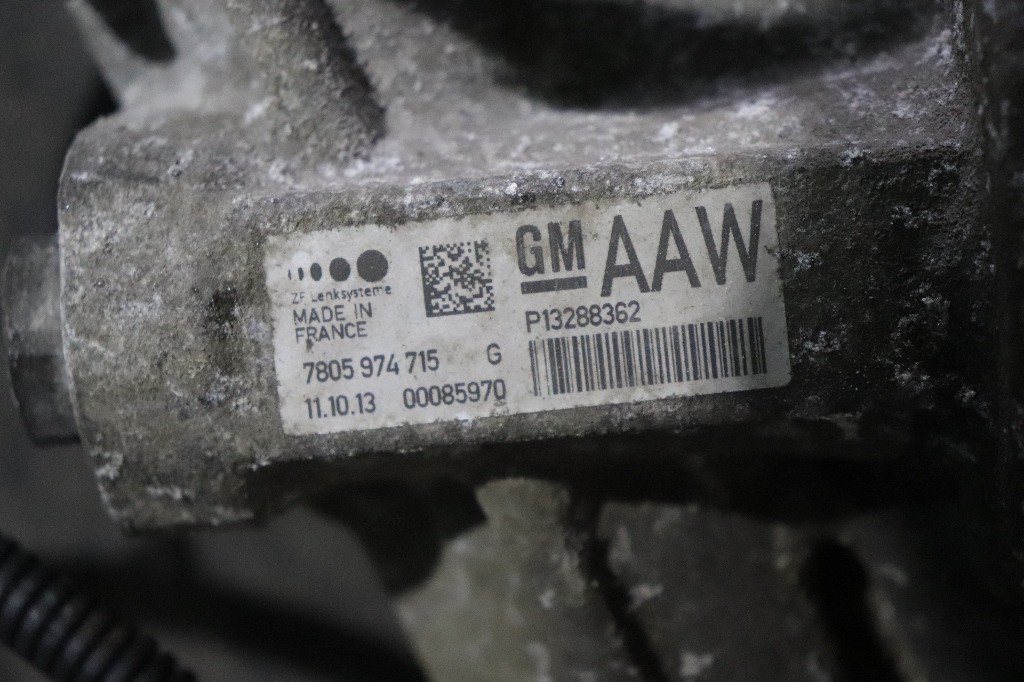 ZF Lenksysteme
MADE IN
FRANCE
7805 974 715 G
11.10.13 00085970
GM AAW
P13288362